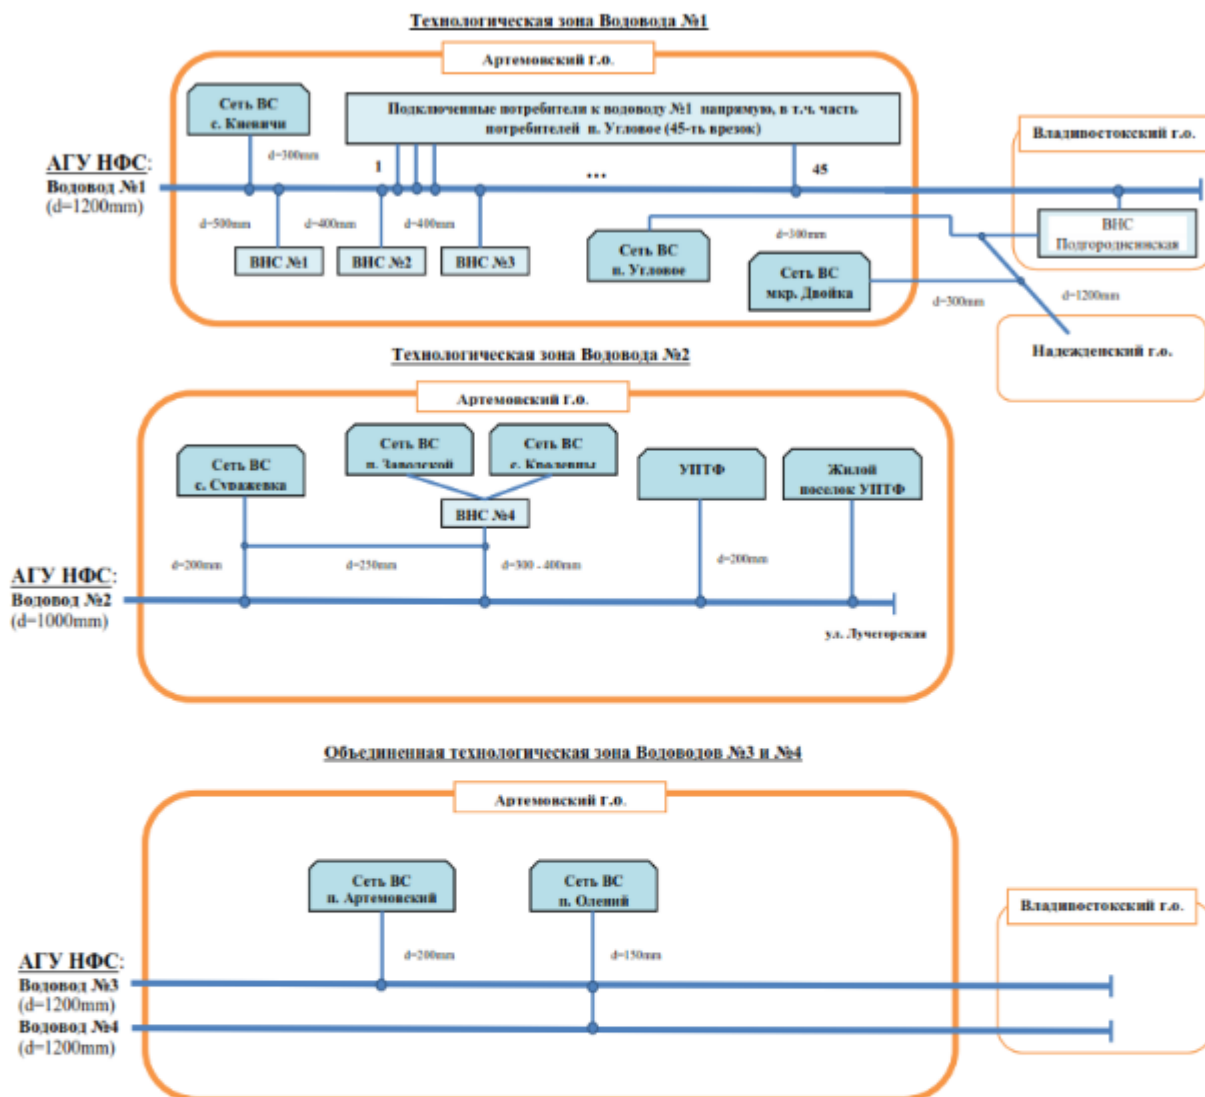 Технологическая зона Водовода №1
Артемовский г.о.
Сеть ВС
с. Кневичи
Подключенные потребители к водоводу №1 напрямую, в т.ч. часть
потребителей п. Угловое (45-ть врезок)
Владивостокский г.о.
АГУ НФС:
Водовод №1
(d=1200mm)
d=300mm
1
...
45
d=500mm
d=400mm
d=400mm
ВНС №1
ВНС №2
ВНС №3
Сеть ВС
п. Угловое
d=300mm
Сеть ВС
мкр. Двойка
ВНС
Подгородненская
d=300mm
d=1200mm
Надежденский г.о.
Технологическая зона Водовода №2
Артемовский г.о.
Сеть ВС
с. Суражевка
Сеть ВС
п. Заводской
Сеть ВС
с. Кролевцы
УПТФ
Жилой
поселок УПТФ
ВНС №4
d=200mm
d=250mm
d=300 - 400mm
d=200mm
АГУ НФС:
Водовод №2
(d=1000mm)
ул. Лучегорская
Объединенная технологическая зона Водоводов №3 и №4
Артемовский г.о.
Сеть ВС
п. Артемовский
Сеть ВС
п. Олений
Владивостокский г.о.
d=200mm
d=150mm
АГУ НФС:
Водовод №3
(d=1200mm)
Водовод №4
(d=1200mm)